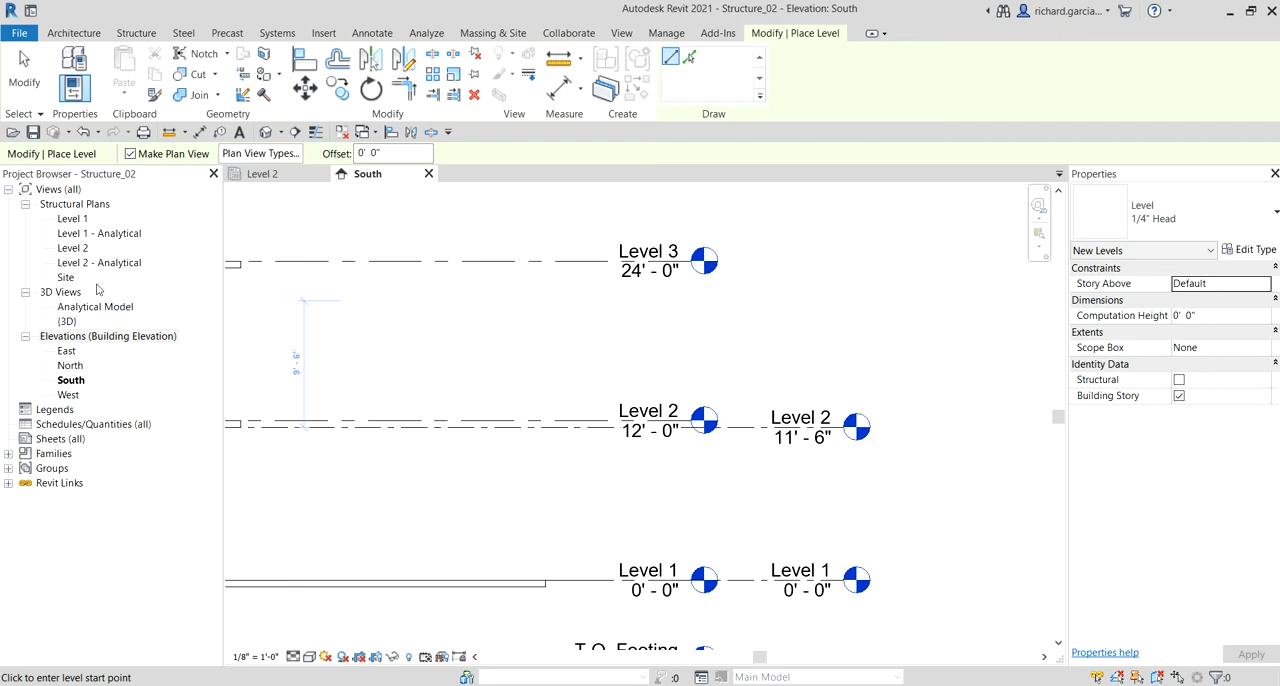 Autodesk Revit 2021 - Structure_02 - Elevation: South
richard.garcia...
File Architecture Structure Steel Precast Systems Insert Annotate Analyze Massing & Site Collaborate View Manage Add-Ins Modify | Place Level
Modify
Paste
Notch
Cut
Join
Select Properties Clipboard Geometry Modify View Measure Create Draw
Modify | Place Level Make Plan View Plan View Types... Offset: 0' 0"
Project Browser - Structure_02
Views (all)
Structural Plans
Level 1
Level 1 - Analytical
Level 2
Level 2 - Analytical
Site
3D Views
Analytical Model
{3D}
Elevations (Building Elevation)
East
North
South
West
Legends
Schedules/Quantities (all)
Sheets (all)
Families
Groups
Revit Links
Level 2
South
Level 3
24' - 0"
9' - 6"
Level 2
12' - 0"
Level 2
11' - 6"
Level 1
0' - 0"
Level 1
0' - 0"
T.O. Footing
1/8" = 1'-0"
Properties
Level
1/4" Head
New Levels
Edit Type
Constraints
Story Above Default
Dimensions
Computation Height 0' 0"
Extents
Scope Box None
Identity Data
Structural
Building Story
Properties help
Apply
Click to enter level start point
:0
Main Model
:0